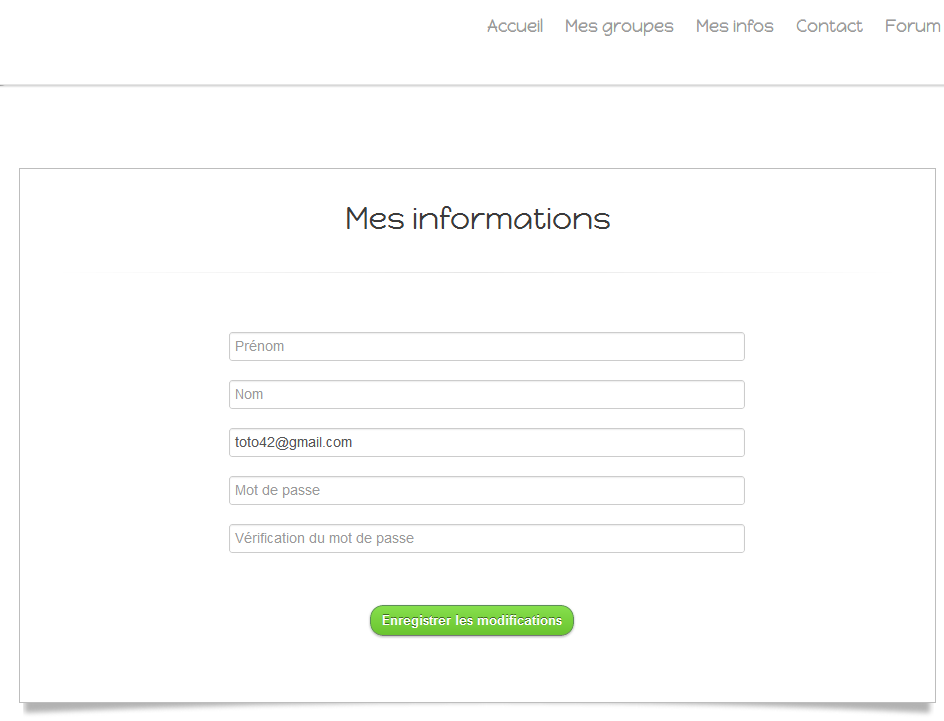 Accueil Mes groupes Mes infos Contact Forum
Mes informations
Prénom
Nom
toto42@gmail.com
Mot de passe
Vérification du mot de passe
Enregistrer les modifications